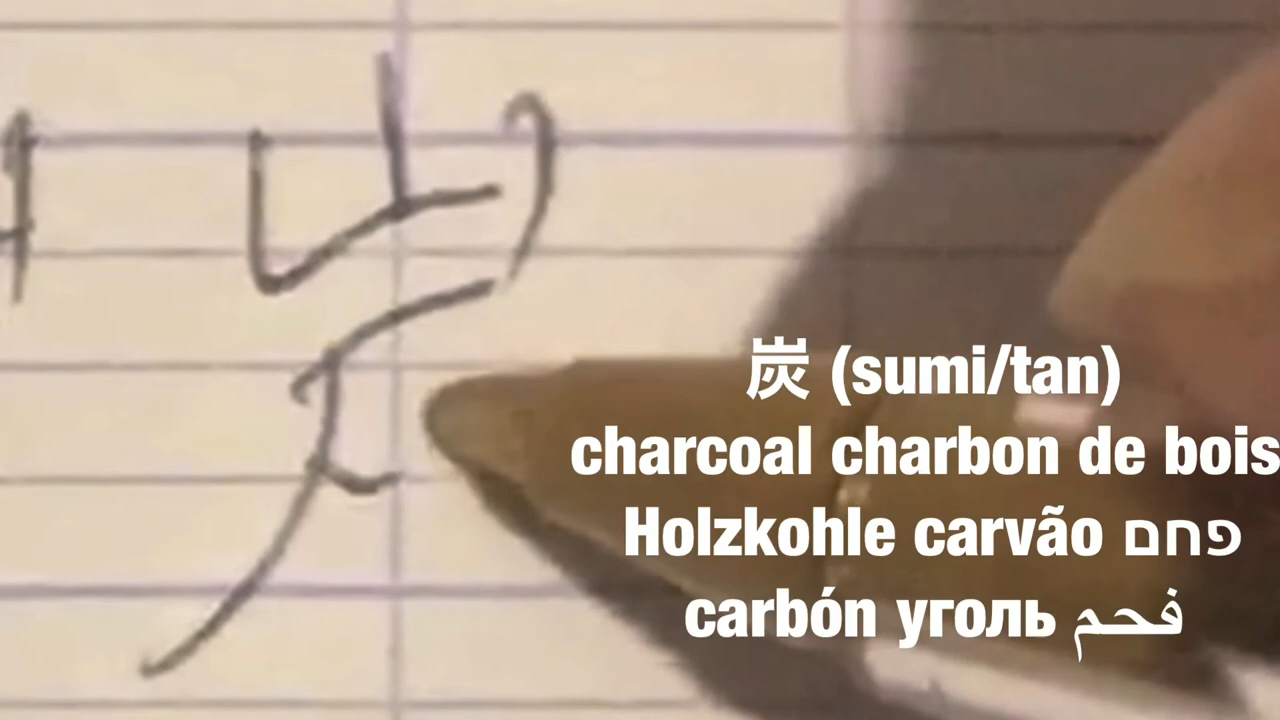 炭 (sumi/tan)
charcoal charbon de bois
Holzkohle carvão פחם
carbón уголь فحم